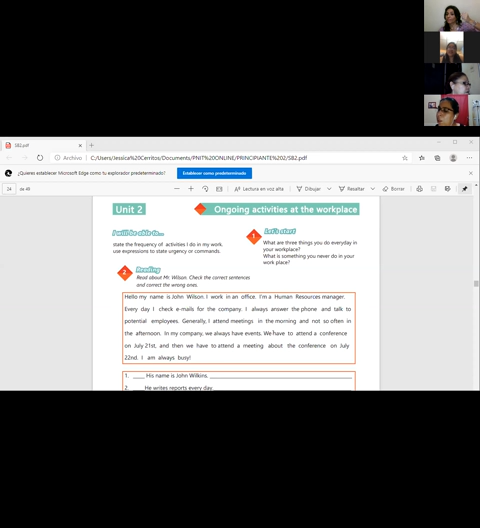 SB2.pdf
Archivo
C:/Users/Jessica%20Cerritos/Documents/PNIT%20ONLINE/PRINCIPIANTE%202/SB2.pdf
¿Quieres establecer Microsoft Edge como tu explorador predeterminado?
Establecer como predeterminado
24 de 49
Lectura en voz alta
Dibujar
Resaltar
Borrar
Unit 2
Ongoing activities at the workplace
I will be able to...
state the frequency of activities I do in my work.
use expressions to state urgency or commands.
1. Let's start
What are three things you do everyday in
your workplace?
What is something you never do in your
work place?
2. Reading
Read about Mr. Wilson. Check the correct sentences
and correct the wrong ones.
Hello my name is John Wilson. I work in an office. I'm a Human Resources manager.
Every day I check e-mails for the company. I always answer the phone and talk to
potential employees. Generally, I attend meetings in the morning and not so often in
the afternoon. In my company, we always have events. We have to attend a conference
on July 21st, and then we have to attend a meeting about the conference on July
22nd. I am always busy!
1. ____ His name is John Wilkins.
2. ____ He writes reports every day